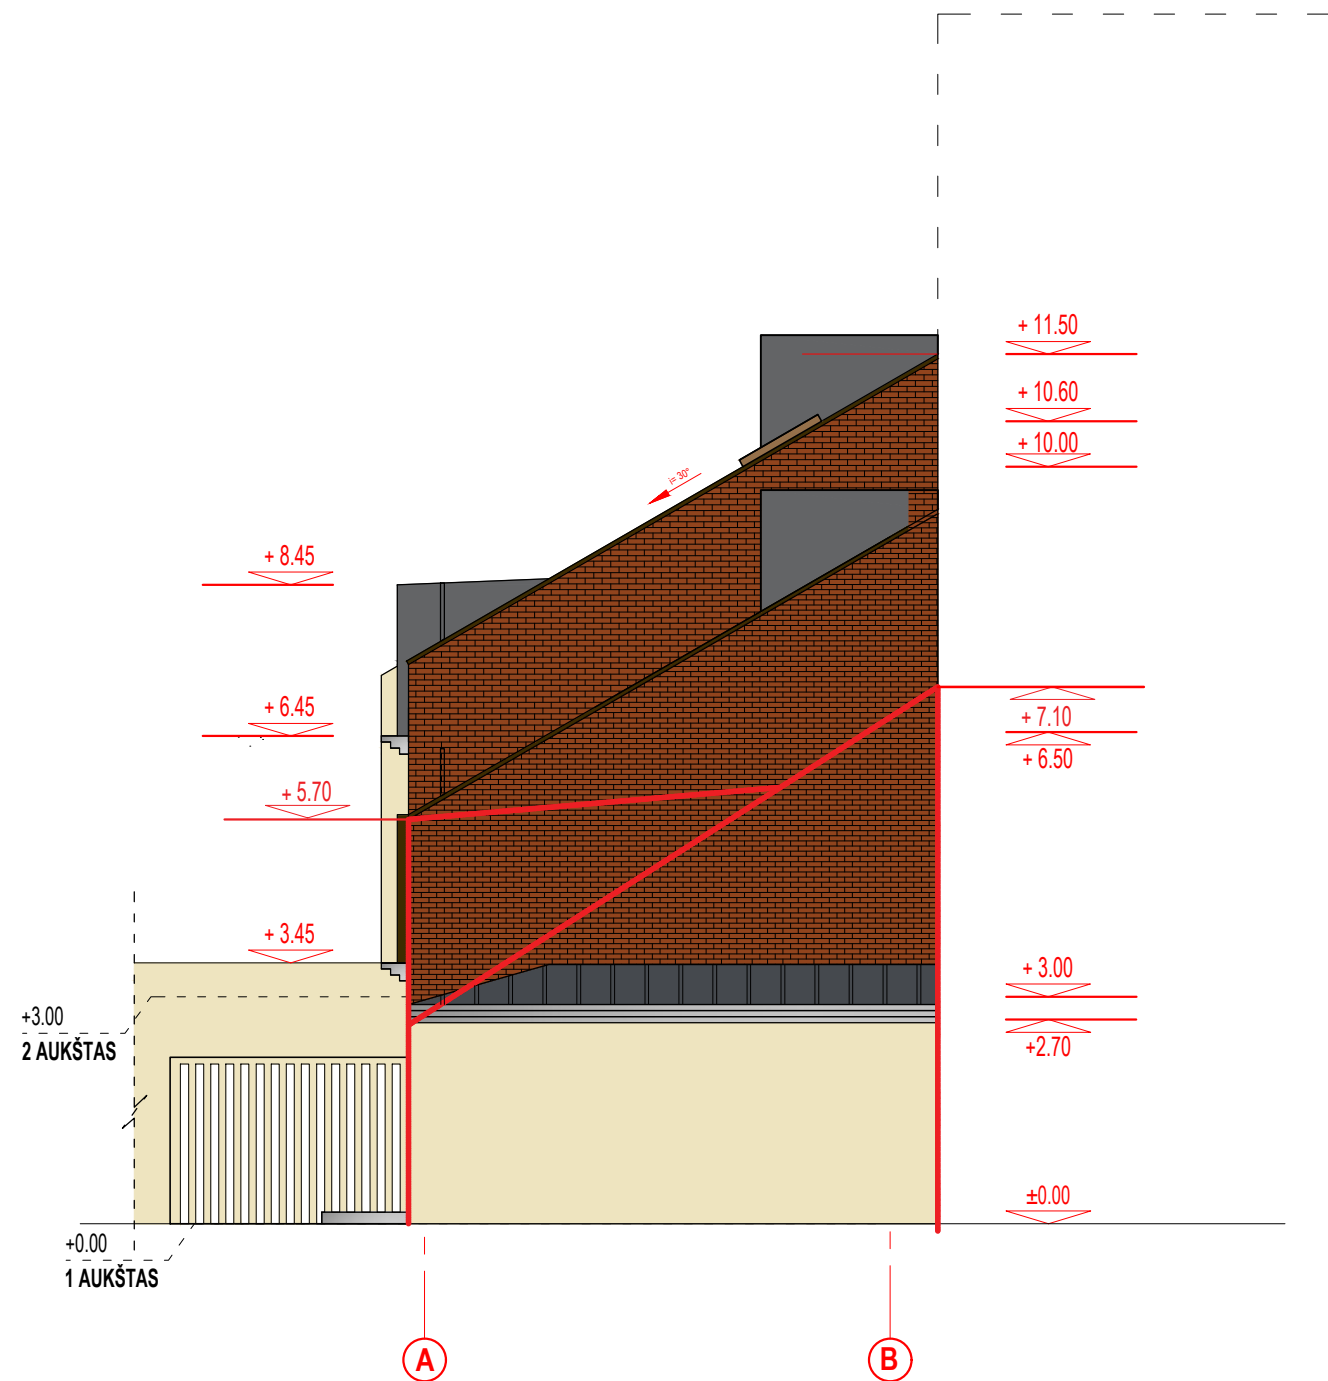 + 11.50
+ 10.60
+ 10.00
i= 30°
+ 8.45
+ 6.45
+ 7.10
+ 6.50
+ 5.70
+ 3.45
+ 3.00
+3.00
2 AUKŠTAS
+2.70
±0.00
+0.00
1 AUKŠTAS
A
B